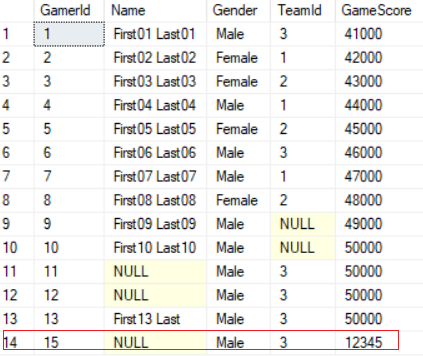 GamerId Name Gender TeamId GameScore
1 1 First01 Last01 Male 3 41000
2 2 First02 Last02 Female 1 42000
3 3 First03 Last03 Female 2 43000
4 4 First04 Last04 Male 1 44000
5 5 First05 Last05 Female 2 45000
6 6 First06 Last06 Male 3 46000
7 7 First07 Last07 Male 1 47000
8 8 First08 Last08 Female 2 48000
9 9 First09 Last09 Male NULL 49000
10 10 First10 Last10 Male NULL 50000
11 11 NULL Male 3 50000
12 12 NULL Male 3 50000
13 13 First13 Last Male 3 50000
14 15 NULL Male 3 12345